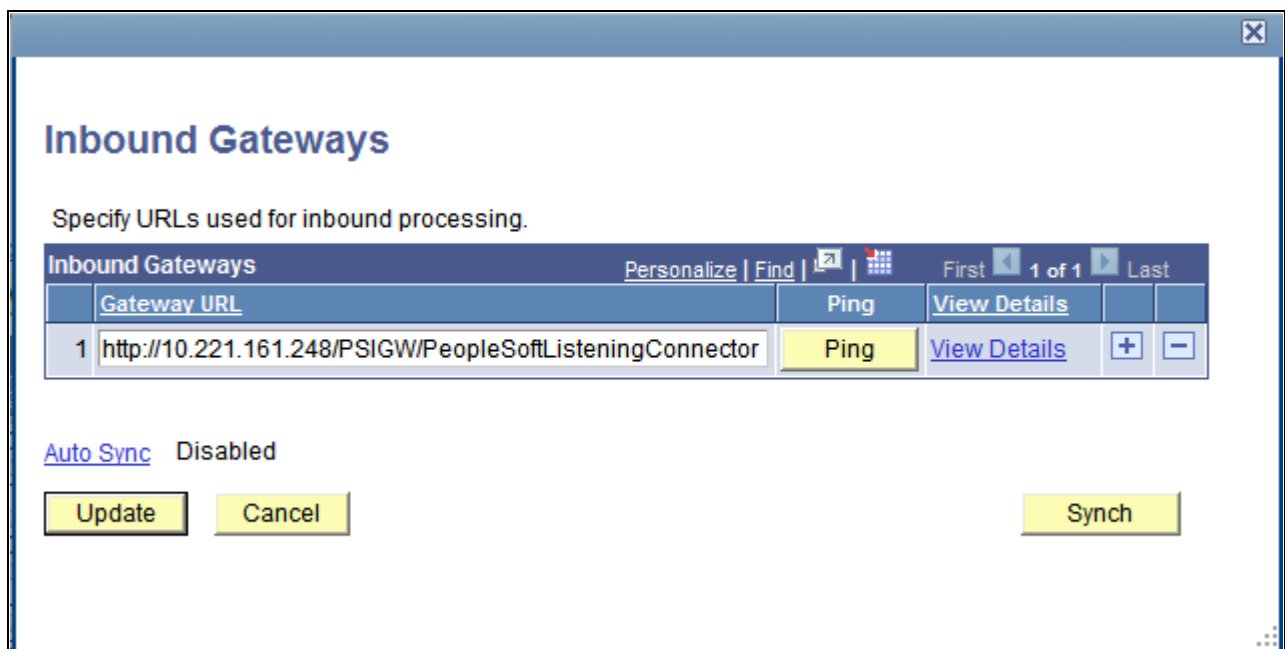 Inbound Gateways
Specify URLs used for inbound processing.
Inbound Gateways Personalize | Find | | First 1 of 1 Last
Gateway URL Ping View Details
1 http://10.221.161.248/PSIGW/PeopleSoftListeningConnector Ping View Details
Auto Sync Disabled
Update Cancel Synch